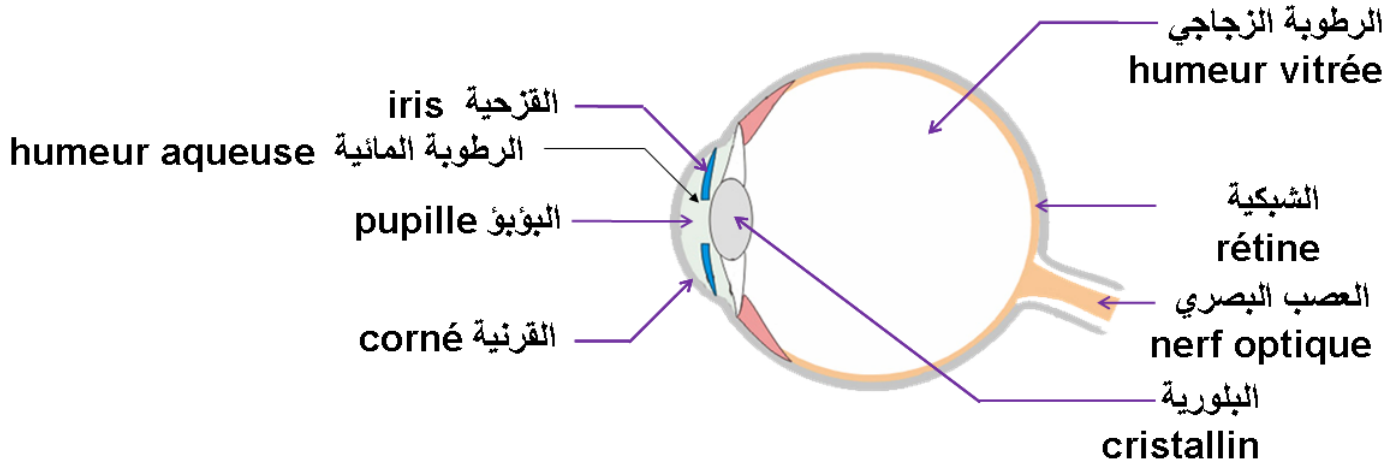 الرطوبة الزجاجي
humeur vitrée
iris القزحية
humeur aqueuse الرطوبة المائية
pupille البؤبؤ
الشبكية
rétine
العصب البصري
nerf optique
corné القرنية
البلورية
cristallin